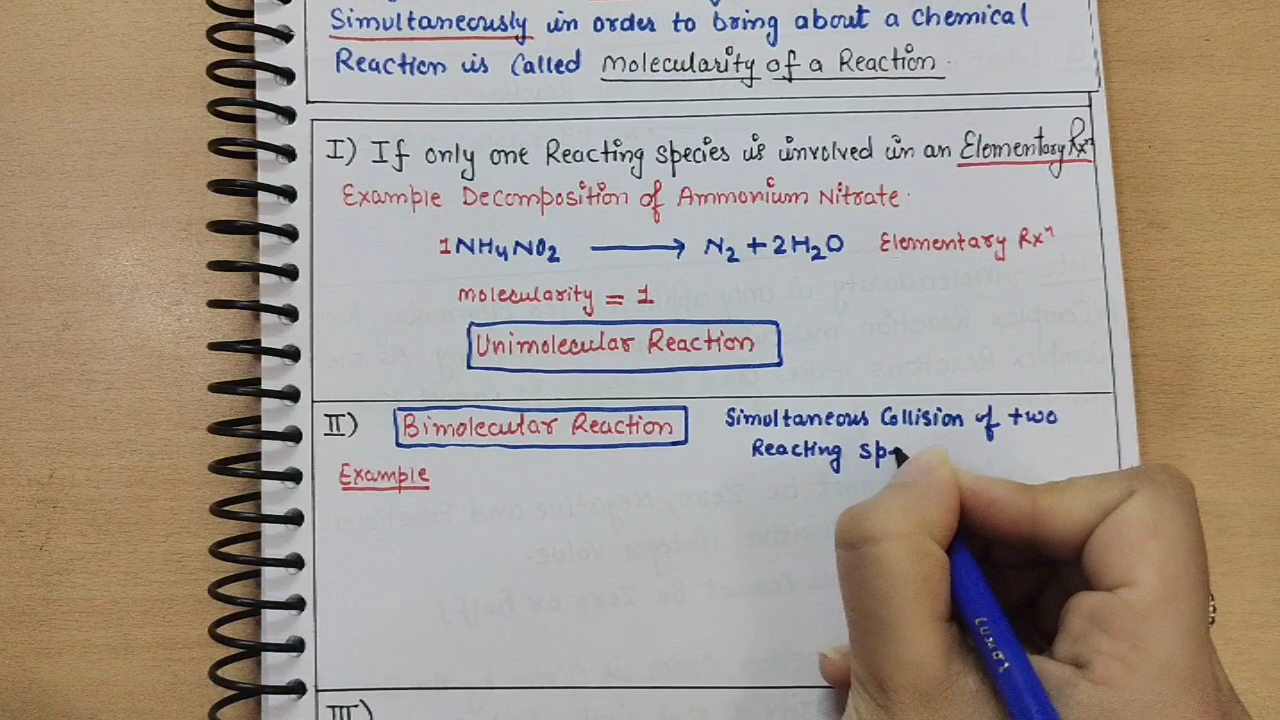 Simultaneously in order to bring about a Chemical
Reaction is Called molecularity of a Reaction.
I) If only one Reacting Species is involved in an Elementary Rxⁿ
Example Decomposition of Ammonium Nitrate.
1NH₄NO₂ ⟶ N₂ + 2H₂O Elementary Rxⁿ
molecularity = 1
Unimolecular Reaction
II) Bimolecular Reaction Simultaneous Collision of two
Reacting sp
Example
III)
Luxor